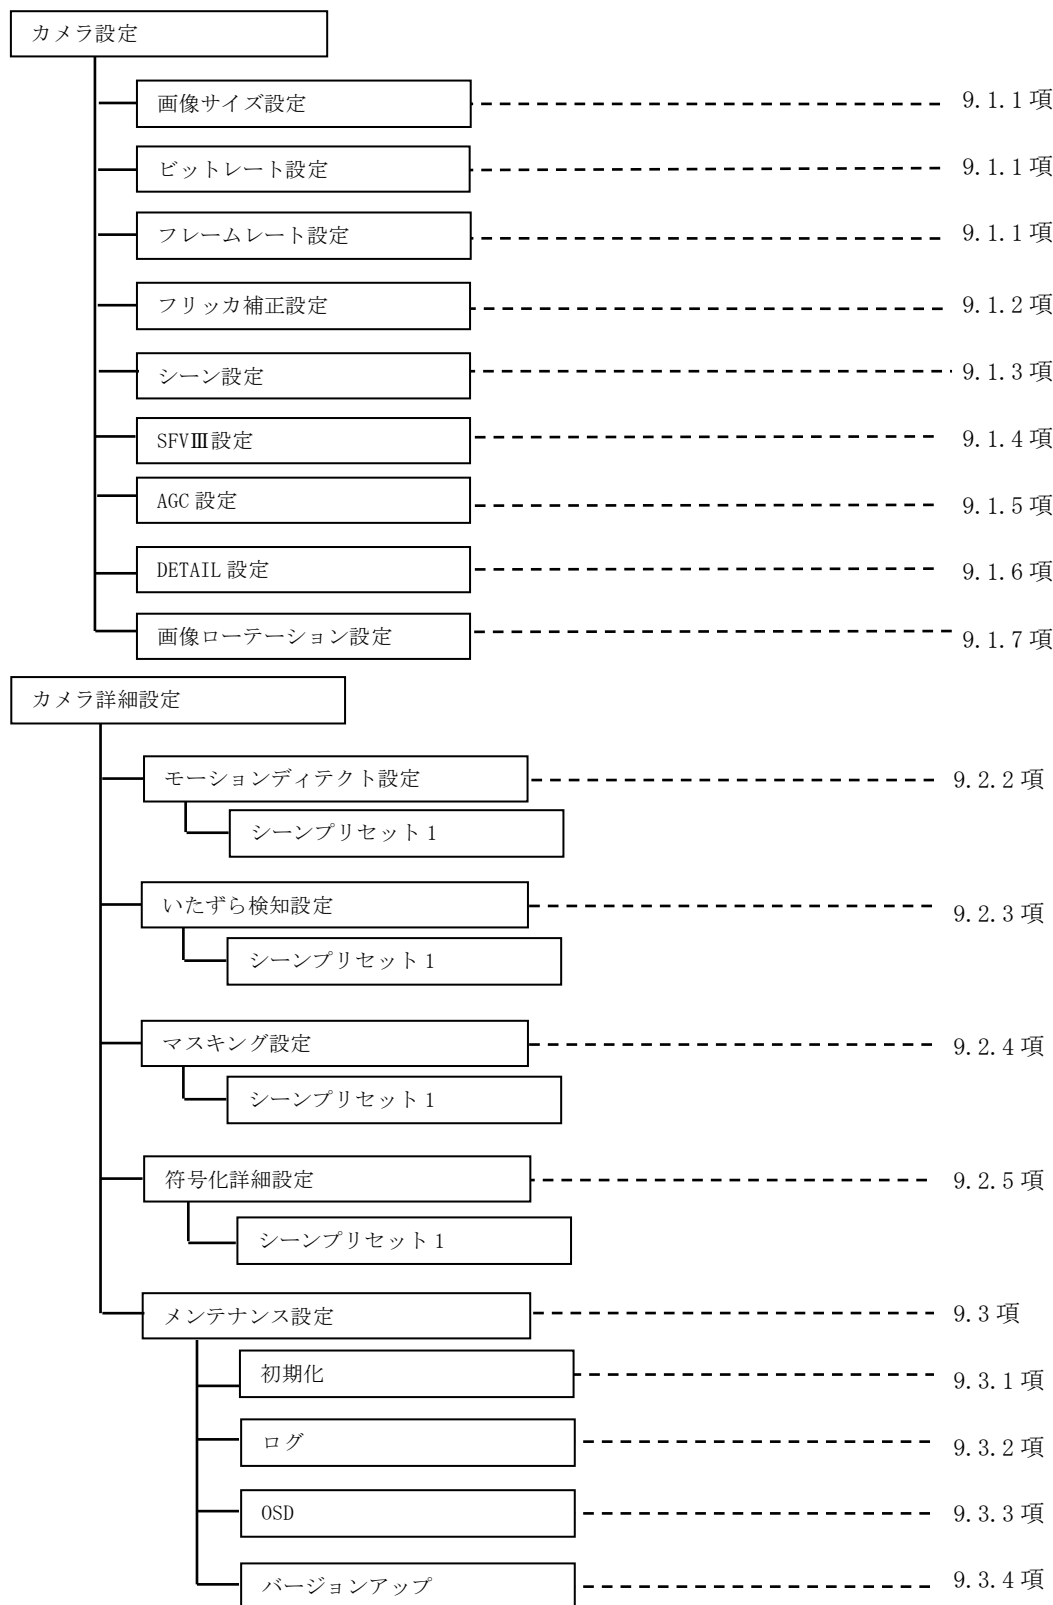 カメラ設定
画像サイズ設定 9.1.1項
ビットレート設定 9.1.1項
フレームレート設定 9.1.1項
フリッカ補正設定 9.1.2項
シーン設定 9.1.3項
SFVⅢ設定 9.1.4項
AGC設定 9.1.5項
DETAIL設定 9.1.6項
画像ローテーション設定 9.1.7項
カメラ詳細設定
モーションディテクト設定 9.2.2項
シーンプリセット1
いたずら検知設定 9.2.3項
シーンプリセット1
マスキング設定 9.2.4項
シーンプリセット1
符号化詳細設定 9.2.5項
シーンプリセット1
メンテナンス設定 9.3項
初期化 9.3.1項
ログ 9.3.2項
OSD 9.3.3項
バージョンアップ 9.3.4項